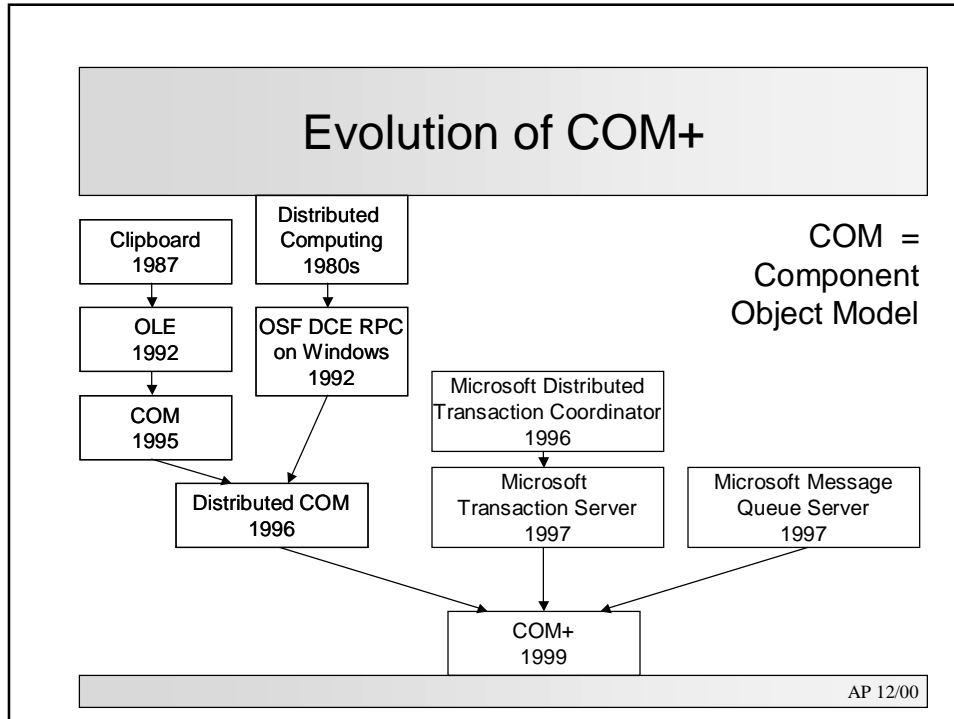 Evolution of COM+
Clipboard
1987
Distributed
Computing
1980s
COM =
Component
Object Model
OLE
1992
OSF DCE RPC
on Windows
1992
COM
1995
Microsoft Distributed
Transaction Coordinator
1996
Distributed COM
1996
Microsoft
Transaction Server
1997
Microsoft Message
Queue Server
1997
COM+
1999
AP 12/00